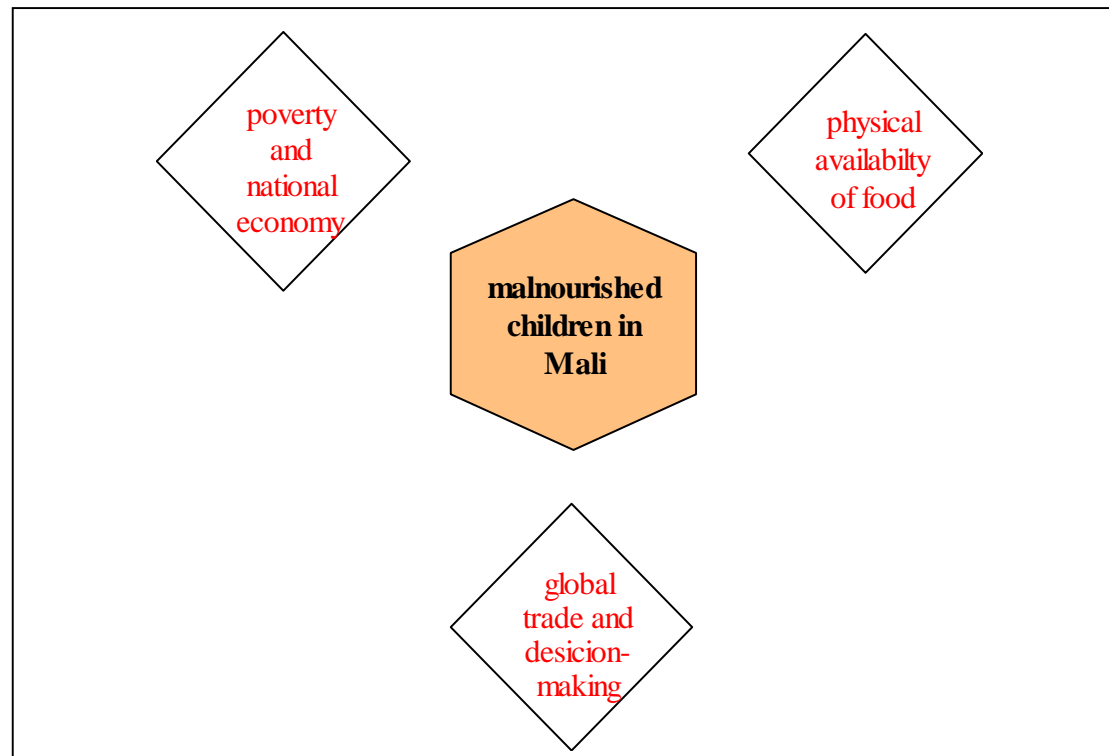 poverty
and
national
economy
physical
availabilty
of food
malnourished
children in
Mali
global
trade and
desicion-
making